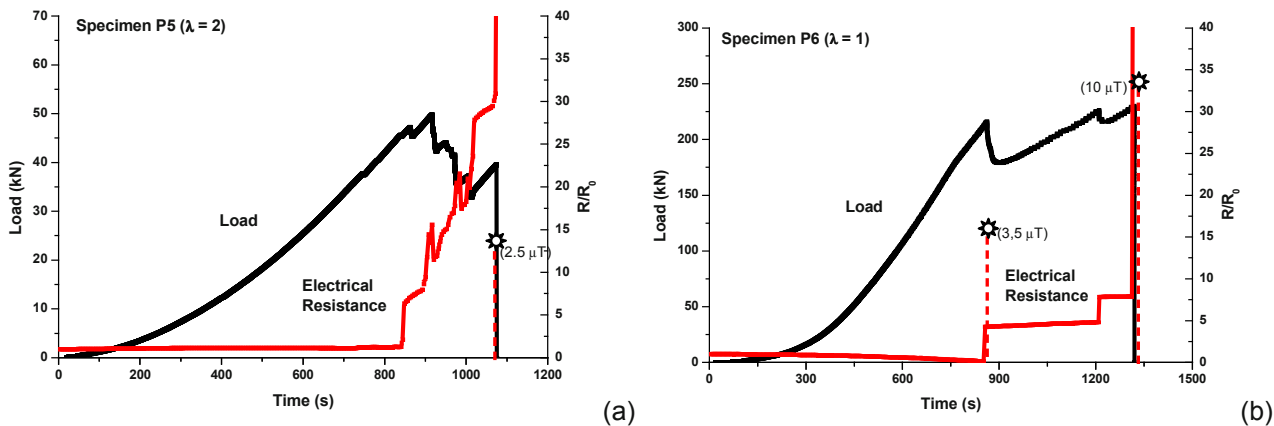 Specimen P5 (λ = 2)
70
60
50
40
30
20
10
0
Load (kN)
40
35
30
25
20
15
10
5
0
R/R0
Load
Electrical
Resistance
(2.5 μT)
0 200 400 600 800 1000 1200
Time (s)
(a)
Specimen P6 (λ = 1)
300
250
200
150
100
50
0
Load (kN)
40
35
30
25
20
15
10
5
0
R/R0
(10 μT)
Load
(3,5 μT)
Electrical
Resistance
0 300 600 900 1200 1500
Time (s)
(b)